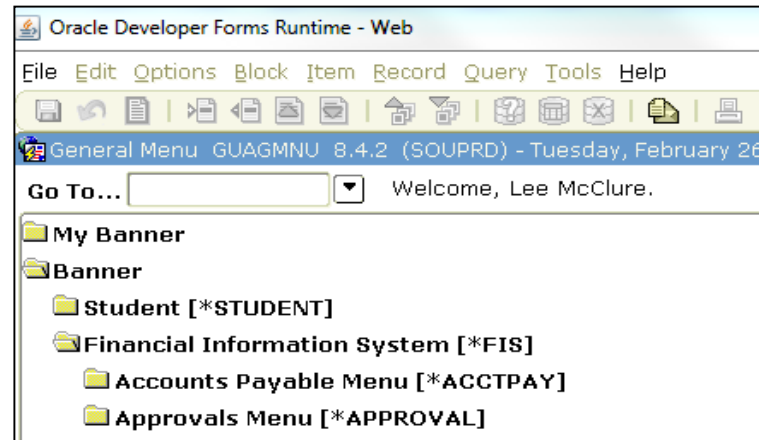 Oracle Developer Forms Runtime - Web
File Edit Options Block Item Record Query Tools Help
General Menu GUAGMNU 8.4.2 (SOUPRD) - Tuesday, February 26
Go To... Welcome, Lee McClure.
My Banner
Banner
Student [*STUDENT]
Financial Information System [*FIS]
Accounts Payable Menu [*ACCTPAY]
Approvals Menu [*APPROVAL]